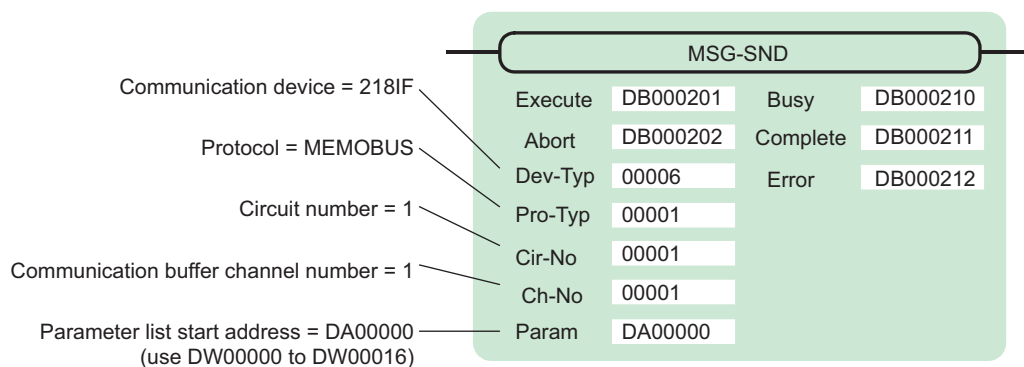 MSG-SND
Communication device = 218IF
Protocol = MEMOBUS
Circuit number = 1
Communication buffer channel number = 1
Parameter list start address = DA00000
(use DW00000 to DW00016)
Execute DB000201 Busy DB000210
Abort DB000202 Complete DB000211
Dev-Typ 00006 Error DB000212
Pro-Typ 00001
Cir-No 00001
Ch-No 00001
Param DA00000